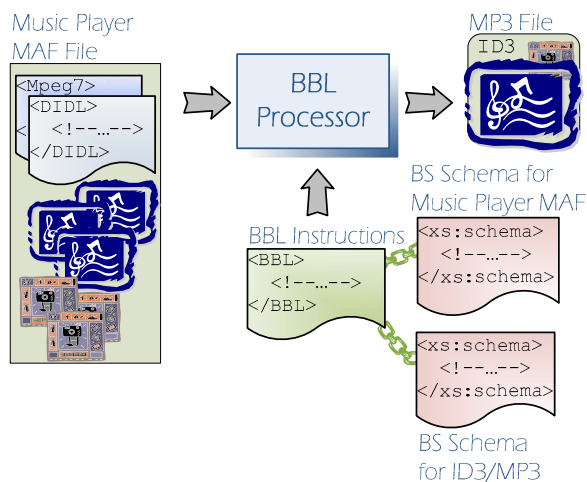 Music Player
MAF File
<Mpeg7>
<DIDL>
<
<!--…-->
</DIDL>
BBL
Processor
MP3 File
ID3
BS Schema for
Music Player MAF
<xs:schema>
<!--…-->
</xs:schema>
BBL Instructions
<BBL>
<!--…-->
</BBL>
<xs:schema>
<!--…-->
</xs:schema>
BS Schema
for ID3/MP3